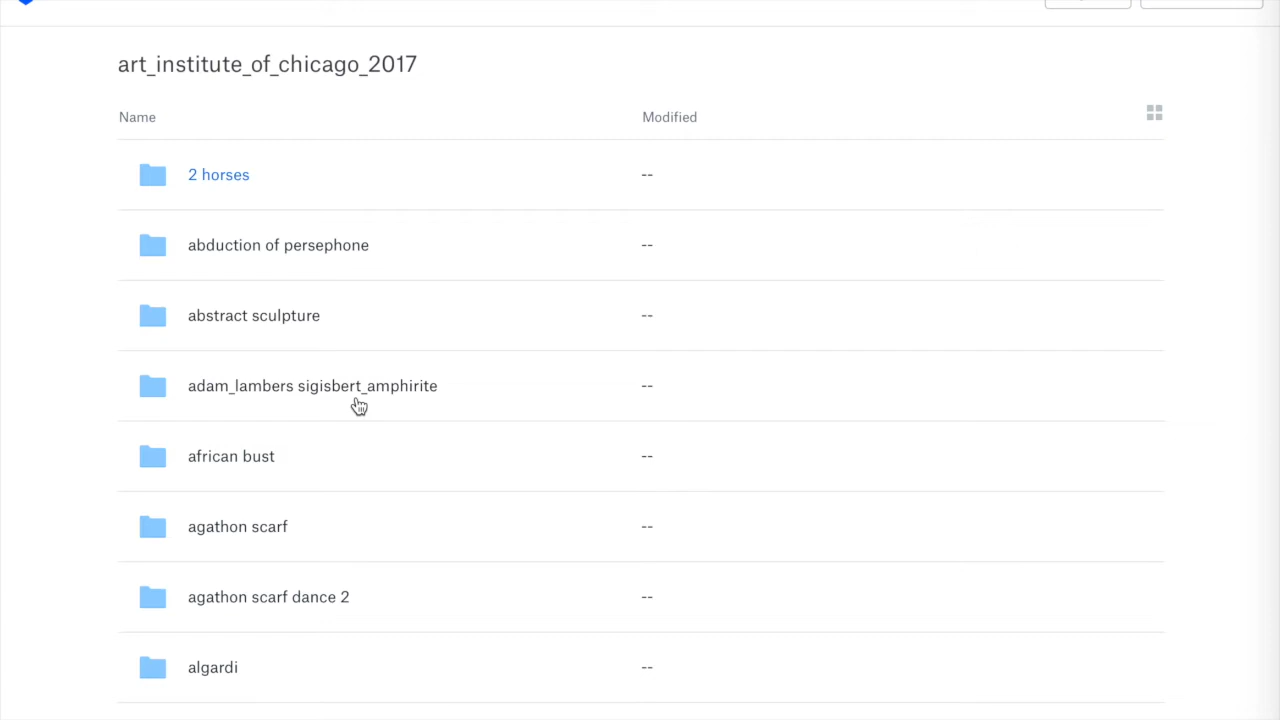 art_institute_of_chicago_2017
Name Modified
2 horses --
abduction of persephone --
abstract sculpture --
adam_lambers sigisbert_amphirite --
african bust --
agathon scarf --
agathon scarf dance 2 --
algardi --